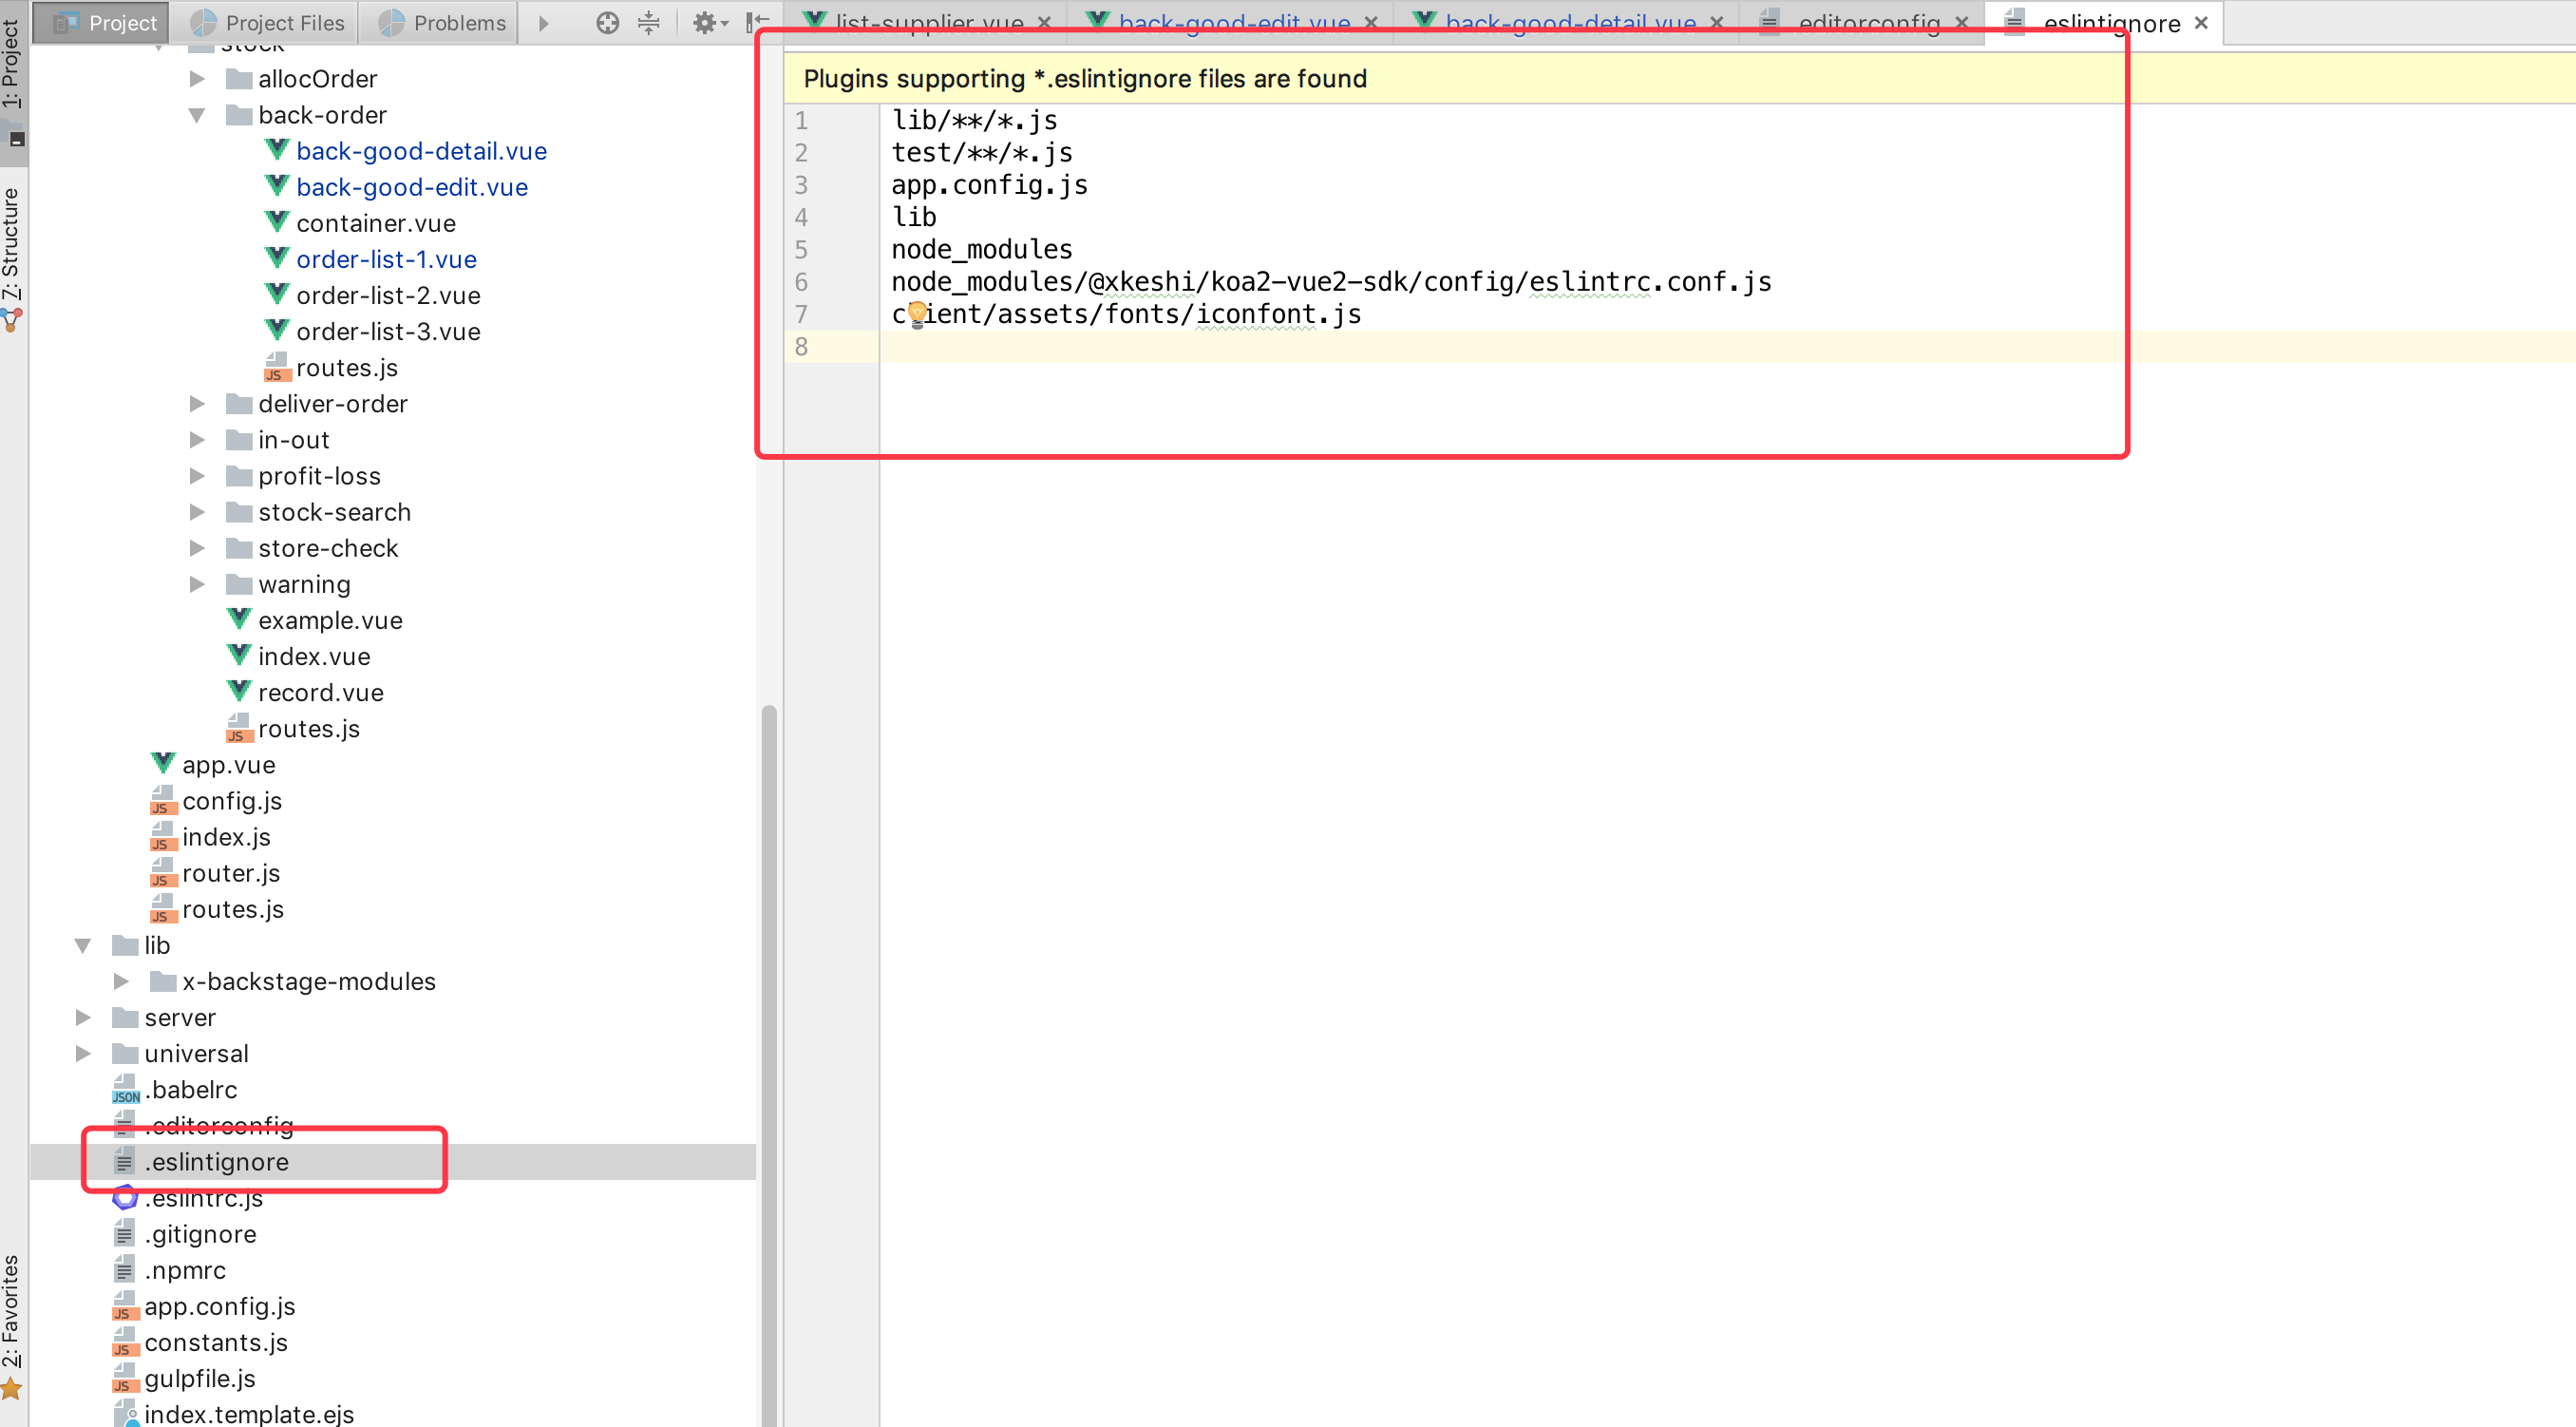 1: Project
7: Structure
2: Favorites
Project
Project Files
Problems
stock
allocOrder
back-order
back-good-detail.vue
back-good-edit.vue
container.vue
order-list-1.vue
order-list-2.vue
order-list-3.vue
routes.js
deliver-order
in-out
profit-loss
stock-search
store-check
warning
example.vue
index.vue
record.vue
routes.js
app.vue
config.js
index.js
router.js
routes.js
lib
x-backstage-modules
server
universal
.babelrc
.editorconfig
.eslintignore
.eslintrc.js
.gitignore
.npmrc
app.config.js
constants.js
gulpfile.js
index.template.ejs
list-supplier.vue
back-good-edit.vue
back-good-detail.vue
editorconfig
eslintignore
Plugins supporting *.eslintignore files are found
1 lib/**/*.js
2 test/**/*.js
3 app.config.js
4 lib
5 node_modules
6 node_modules/@xkeshi/koa2-vue2-sdk/config/eslintrc.conf.js
7 client/assets/fonts/iconfont.js
8